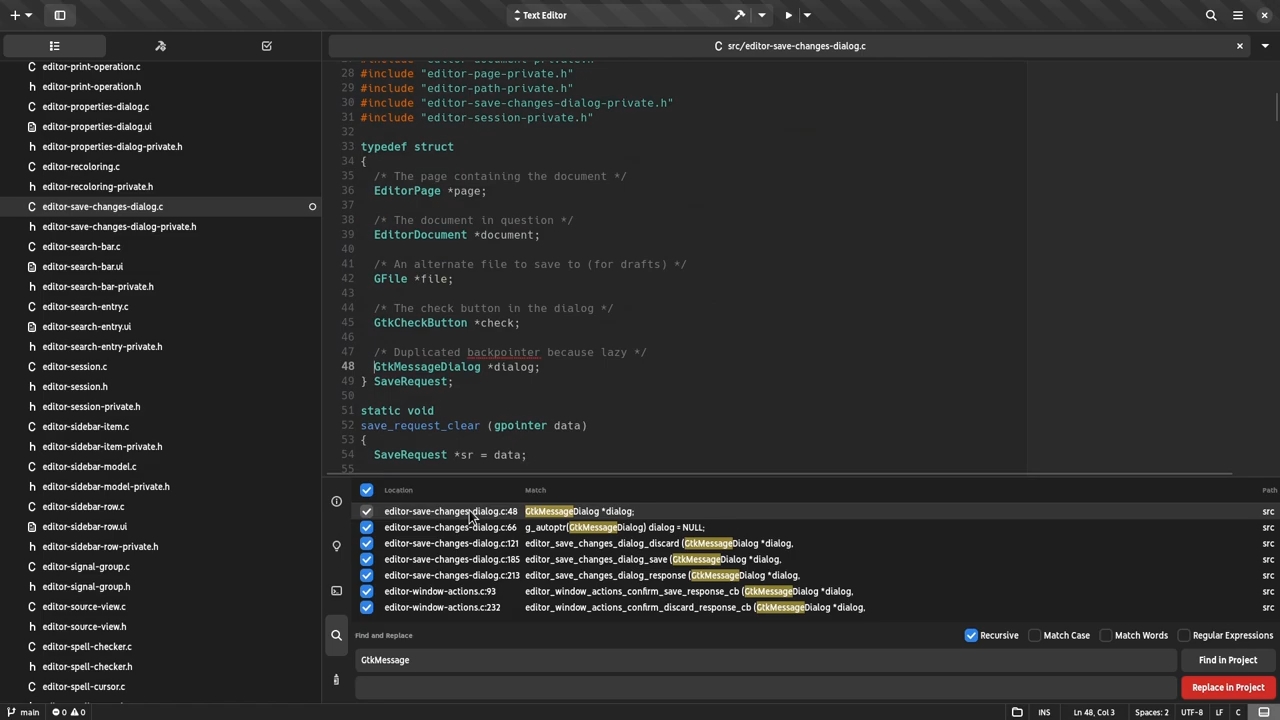 Text Editor
src/editor-save-changes-dialog.c
editor-print-operation.c
editor-print-operation.h
editor-properties-dialog.c
editor-properties-dialog.ui
editor-properties-dialog-private.h
editor-recoloring.c
editor-recoloring-private.h
editor-save-changes-dialog.c
editor-save-changes-dialog-private.h
editor-search-bar.c
editor-search-bar.ui
editor-search-bar-private.h
editor-search-entry.c
editor-search-entry.ui
editor-search-entry-private.h
editor-session.c
editor-session.h
editor-session-private.h
editor-sidebar-item.c
editor-sidebar-item-private.h
editor-sidebar-model.c
editor-sidebar-model-private.h
editor-sidebar-row.c
editor-sidebar-row.ui
editor-sidebar-row-private.h
editor-signal-group.c
editor-signal-group.h
editor-source-view.c
editor-source-view.h
editor-spell-checker.c
editor-spell-checker.h
editor-spell-cursor.c
28 #include "editor-page-private.h"
29 #include "editor-path-private.h"
30 #include "editor-save-changes-dialog-private.h"
31 #include "editor-session-private.h"
32
33 typedef struct
34 {
35 /* The page containing the document */
36 EditorPage *page;
37
38 /* The document in question */
39 EditorDocument *document;
40
41 /* An alternate file to save to (for drafts) */
42 GFile *file;
43
44 /* The check button in the dialog */
45 GtkCheckButton *check;
46
47 /* Duplicated backpointer because lazy */
48 GtkMessageDialog *dialog;
49 } SaveRequest;
50
51 static void
52 save_request_clear (gpointer data)
53 {
54 SaveRequest *sr = data;
55
Location Match Path
editor-save-changes-dialog.c:48 GtkMessageDialog *dialog; src
editor-save-changes-dialog.c:66 g_autoptr(GtkMessageDialog) dialog = NULL; src
editor-save-changes-dialog.c:121 editor_save_changes_dialog_discard (GtkMessageDialog *dialog, src
editor-save-changes-dialog.c:185 editor_save_changes_dialog_save (GtkMessageDialog *dialog, src
editor-save-changes-dialog.c:213 editor_save_changes_dialog_response (GtkMessageDialog *dialog, src
editor-window-actions.c:93 editor_window_actions_confirm_save_response_cb (GtkMessageDialog *dialog, src
editor-window-actions.c:232 editor_window_actions_confirm_discard_response_cb (GtkMessageDialog *dialog, src
Find and Replace Recursive Match Case Match Words Regular Expressions
GtkMessage Find in Project
Replace in Project
main 0 0 INS Ln 48, Col 3 Spaces: 2 UTF-8 LF C